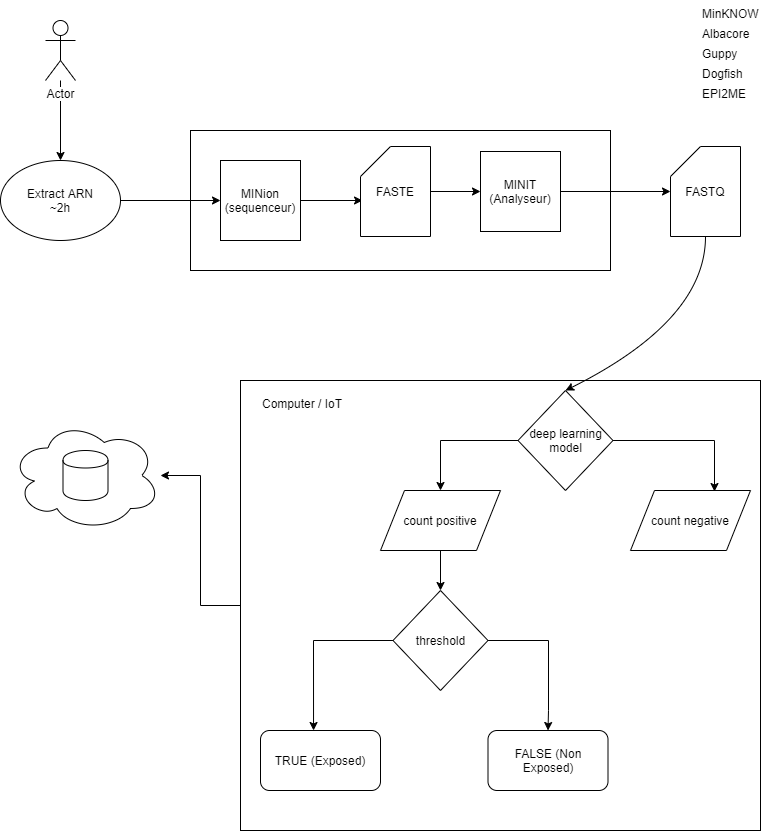 MinKNOW
Albacore
Guppy
Dogfish
EPI2ME
Actor
Extract ARN
~2h
MINion
(sequenceur)
FASTE
MINIT
(Analyseur)
FASTQ
Computer / IoT
deep learning
model
count positive
count negative
threshold
TRUE (Exposed)
FALSE (Non
Exposed)